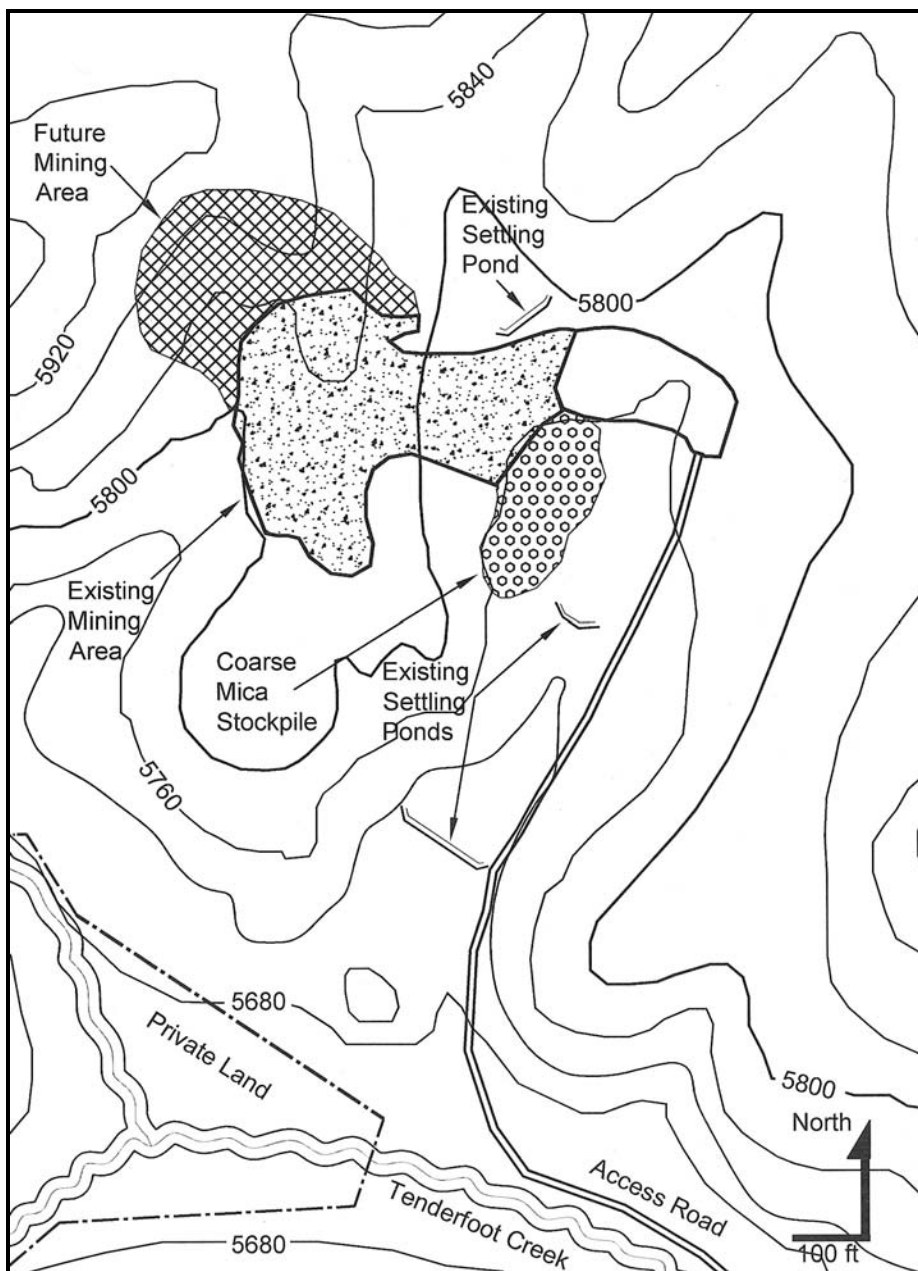 5840
Future
Mining
Area
Existing
Settling
Pond
5800
5920
5800
Existing
Mining
Area
Coarse
Mica
Stockpile
Existing
Settling
Ponds
5760
5680
Private Land
5800
North
Access Road
Tenderfoot Creek
5680
100 ft